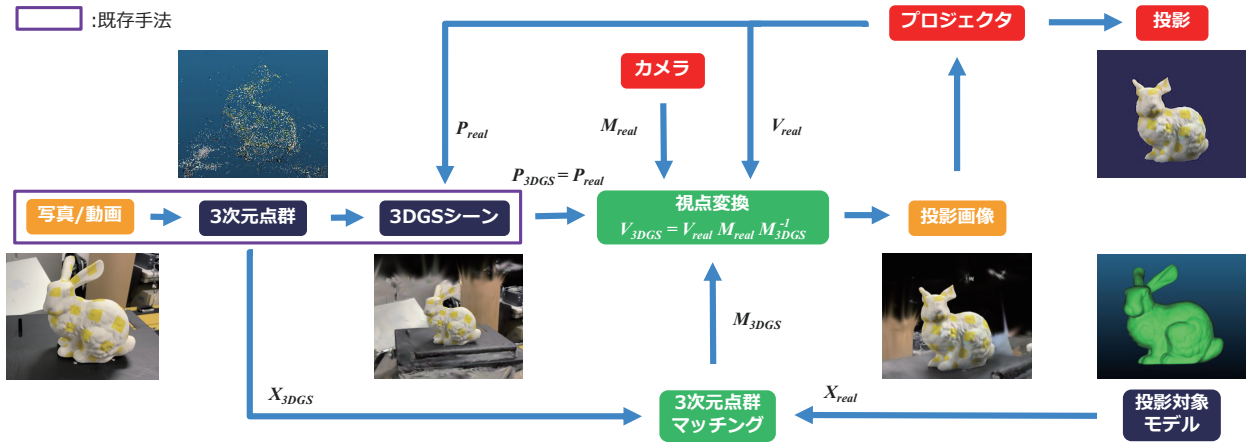 :既存手法
プロジェクタ
投影
カメラ
P_real
M_real
V_real
P_3DGS = P_real
写真/動画
3次元点群
3DGSシーン
視点変換
V_3DGS = V_real M_real M_3DGS^-1
投影画像
M_3DGS
X_3DGS
3次元点群
マッチング
X_real
投影対象
モデル